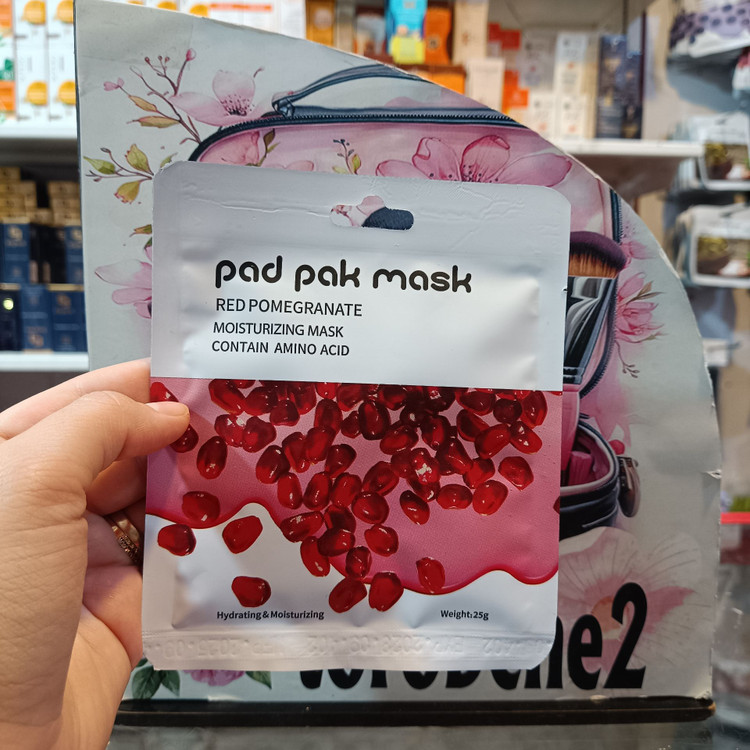 pad pak mask
RED POMEGRANATE
MOISTURIZING MASK
CONTAIN AMINO ACID
Hydrating & Moisturizing
Weight:25g